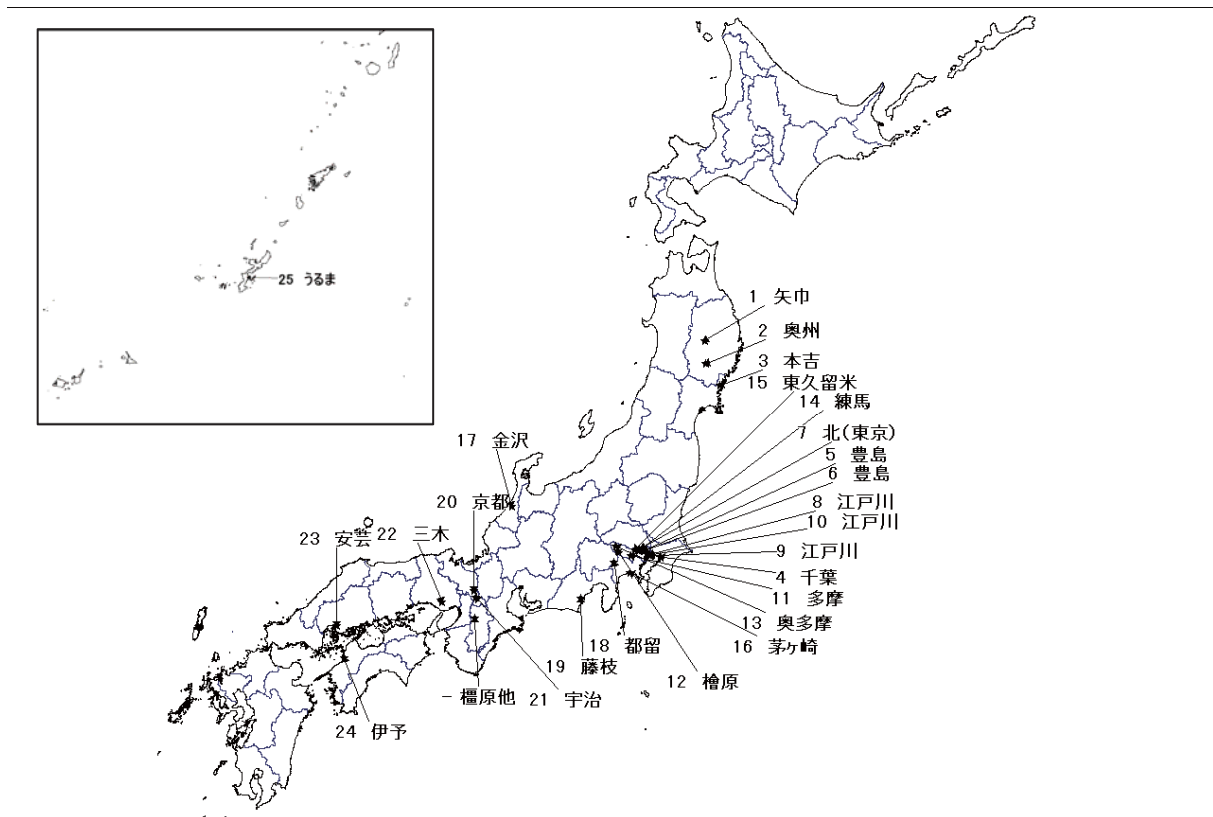 25 うるま
1 矢巾
2 奥州
3 本吉
15 東久留米
14 練馬
7 北(東京)
5 豊島
6 豊島
8 江戸川
10 江戸川
9 江戸川
4 千葉
11 多摩
13 奥多摩
16 茅ヶ崎
12 檜原
17 金沢
20 京都
22 三木
23 安芸
18 都留
19 藤枝
21 宇治
－橿原他
24 伊予